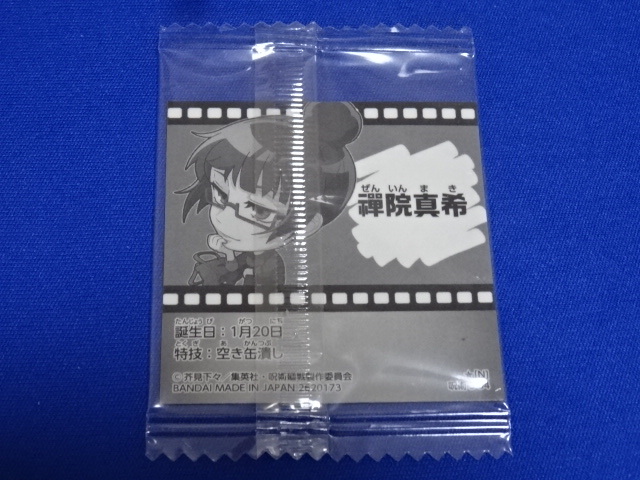 ぜん いん ま き
禪院真希
たんじょうび がつ にち
誕生日：1月20日
とくぎ あ かんつぶ
特技：空き缶潰し
©芥見下々／集英社・呪術廻戦製作委員会
BANDAI MADE IN JAPAN 2620173